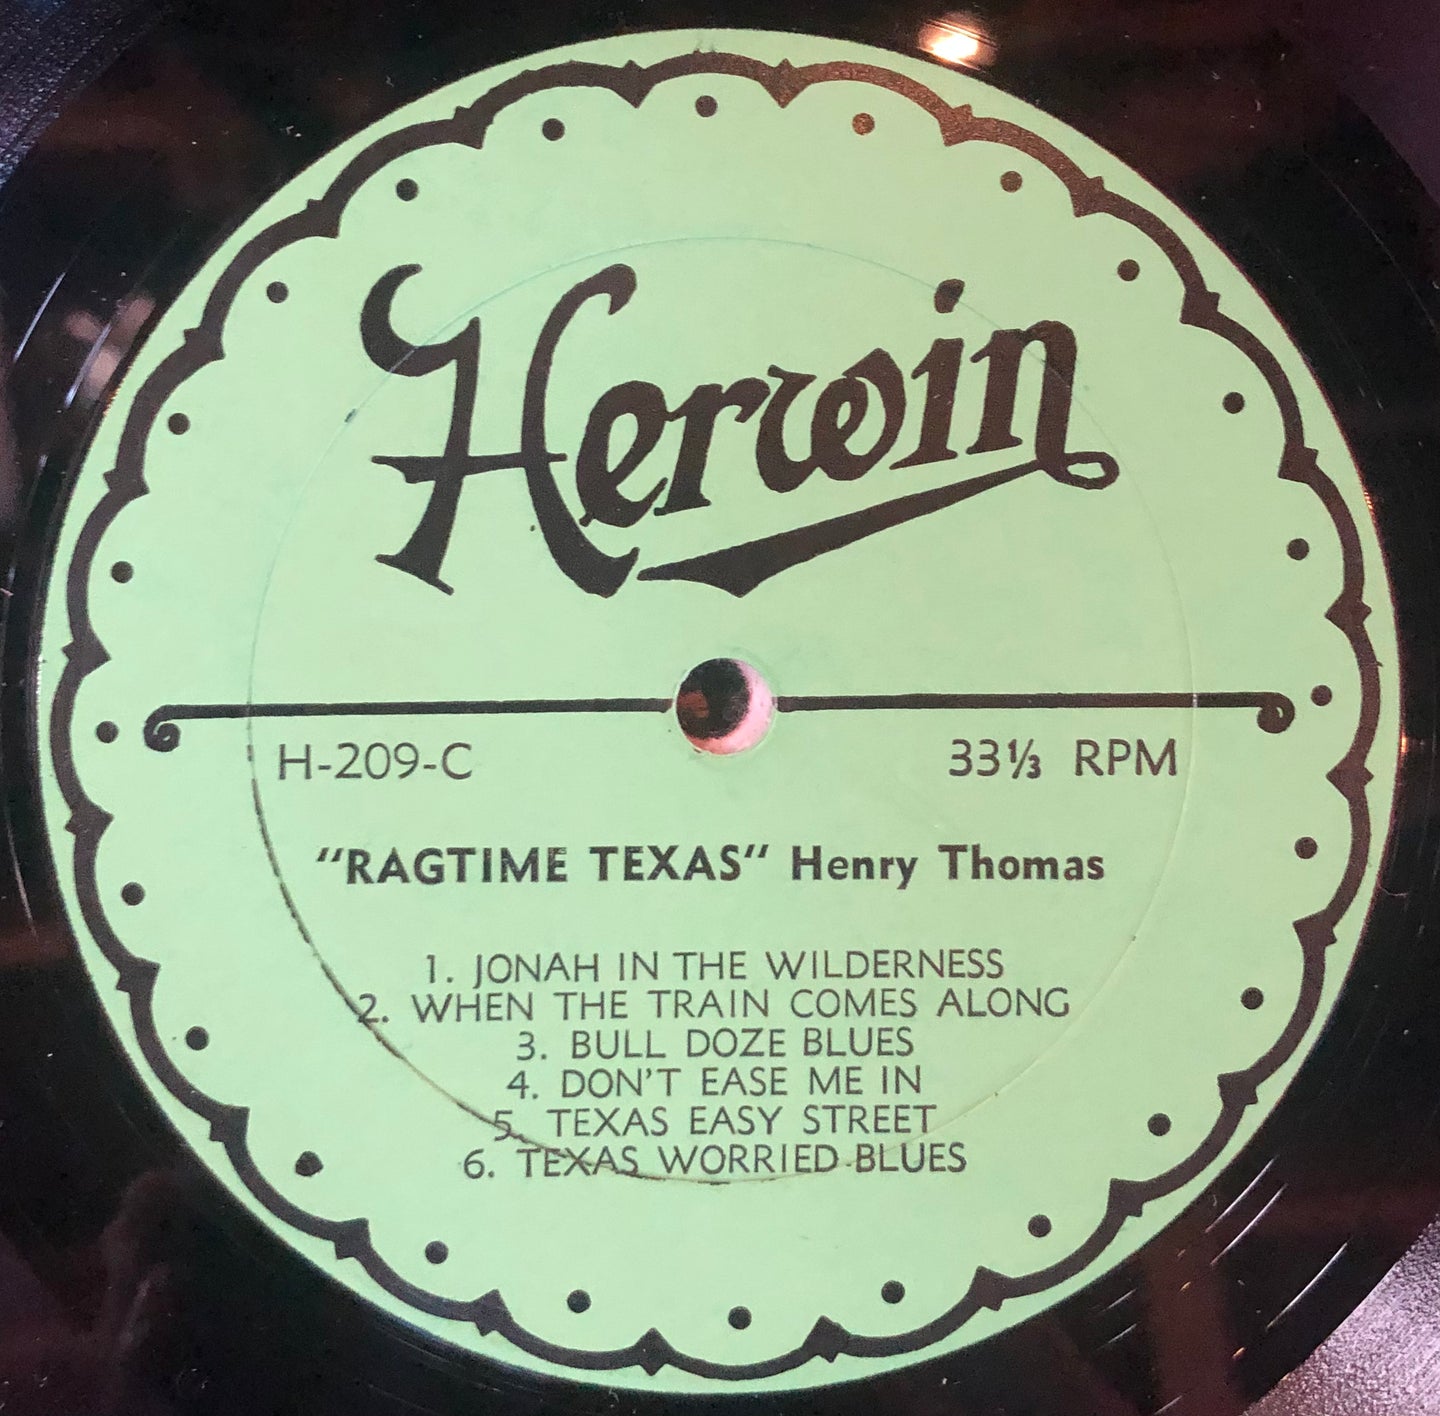 Herwin
H-209-C 33⅓ RPM
"RAGTIME TEXAS" Henry Thomas
1. JONAH IN THE WILDERNESS
2. WHEN THE TRAIN COMES ALONG
3. BULL DOZE BLUES
4. DON'T EASE ME IN
5. TEXAS EASY STREET
6. TEXAS WORRIED BLUES